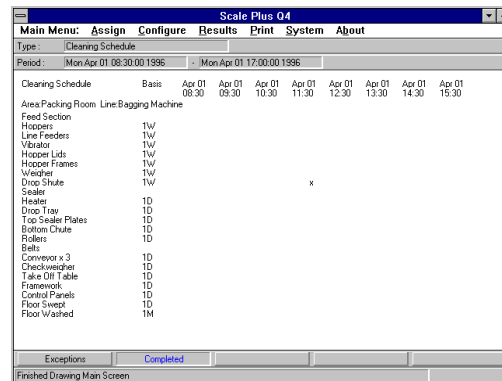 Scale Plus Q4
Main Menu: Assign Configure Results Print System About
Type : Cleaning Schedule
Period : Mon Apr 01 08:30:00 1996 - Mon Apr 01 17:00:00 1996
Cleaning Schedule Basis Apr 01 Apr 01 Apr 01 Apr 01 Apr 01 Apr 01 Apr 01 Apr 01
08:30 09:30 10:30 11:30 12:30 13:30 14:30 15:30
Area:Packing Room Line:Bagging Machine
Feed Section
Hoppers 1W
Line Feeders 1W
Vibrator 1W
Hopper Lids 1W
Hopper Frames 1W
Weigher 1W
Drop Shute 1W x
Sealer
Heater 1D
Drop Tray 1D
Top Sealer Plates 1D
Bottom Chute 1D
Rollers 1D
Belts
Conveyor x 3 1D
Checkweigher 1D
Take Off Table 1D
Framework 1D
Control Panels 1D
Floor Swept 1D
Floor Washed 1M
Exceptions Completed
Finished Drawing Main Screen